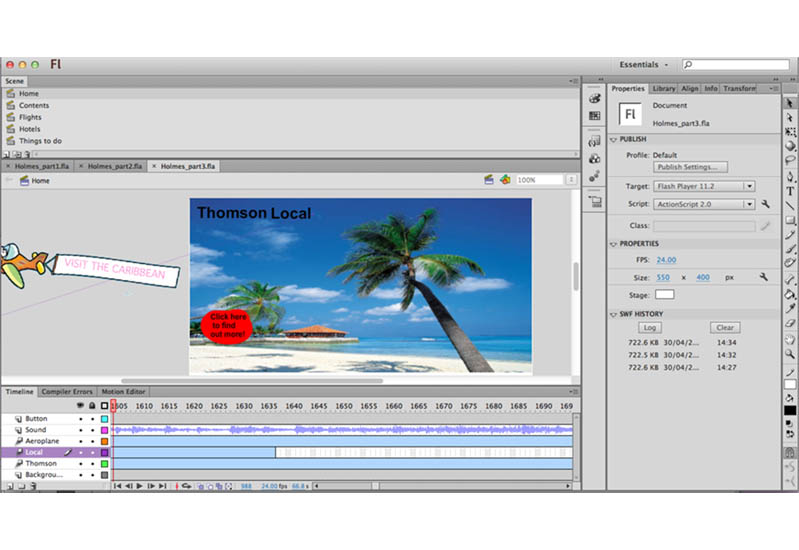 Fl
Essentials
Scene
Home
Contents
Flights
Hotels
Things to do
Holmes_part1.fla
Holmes_part2.fla
Holmes_part3.fla
Home
100%
Thomson Local
VISIT THE CARIBBEAN
Click here
to find
out more!
Timeline Compiler Errors Motion Editor
1605 1610 1615 1620 1625 1630 1635 1640 1645 1650 1655 1660 1665 1670 1675 1680 1685 1690 169
Button
Sound
Aeroplane
Local
Thomson
Backgrou...
988 24.00 fps
Properties Library Align Info Transform
Fl
Document
Holmes_part3.fla
PUBLISH
Profile: Default
Publish Settings...
Target: Flash Player 11.2
Script: ActionScript 2.0
Class:
PROPERTIES
FPS: 24.00
Size: 550 x 400 px
Stage:
SWF HISTORY
Log Clear
722.6 KB 30/04/2... 14:34
722.5 KB 30/04/2... 14:32
722.6 KB 30/04/2... 14:27